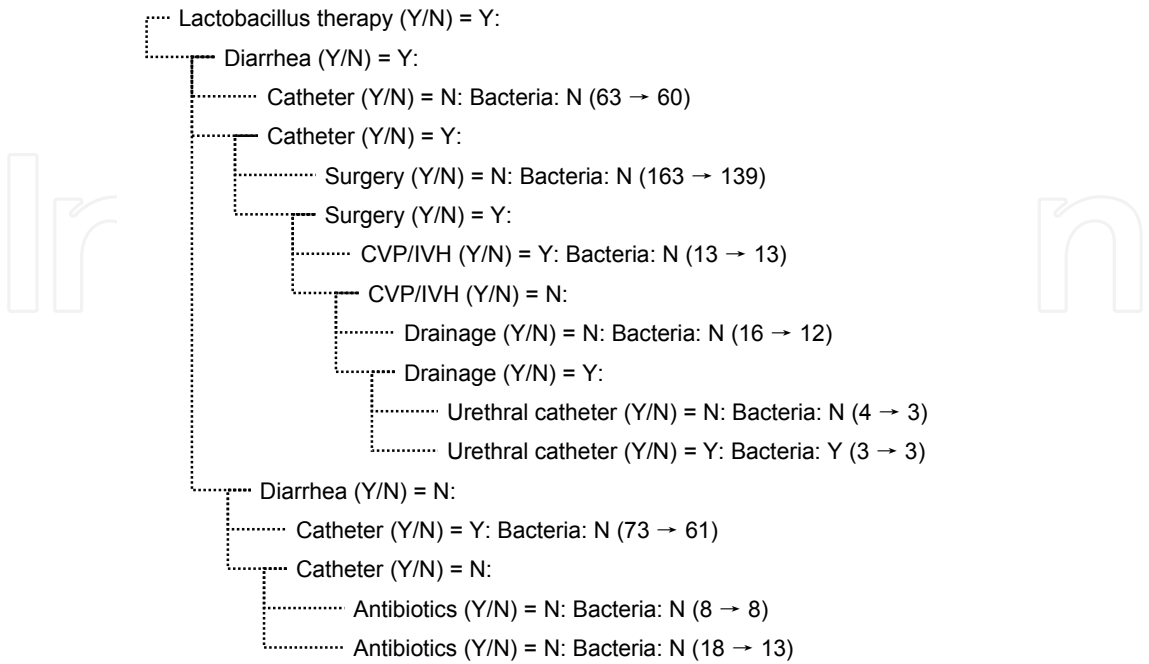 Lactobacillus therapy (Y/N) = Y:
Diarrhea (Y/N) = Y:
Catheter (Y/N) = N: Bacteria: N (63 → 60)
Catheter (Y/N) = Y:
Surgery (Y/N) = N: Bacteria: N (163 → 139)
Surgery (Y/N) = Y:
CVP/IVH (Y/N) = Y: Bacteria: N (13 → 13)
CVP/IVH (Y/N) = N:
Drainage (Y/N) = N: Bacteria: N (16 → 12)
Drainage (Y/N) = Y:
Urethral catheter (Y/N) = N: Bacteria: N (4 → 3)
Urethral catheter (Y/N) = Y: Bacteria: Y (3 → 3)
Diarrhea (Y/N) = N:
Catheter (Y/N) = Y: Bacteria: N (73 → 61)
Catheter (Y/N) = N:
Antibiotics (Y/N) = N: Bacteria: N (8 → 8)
Antibiotics (Y/N) = N: Bacteria: N (18 → 13)